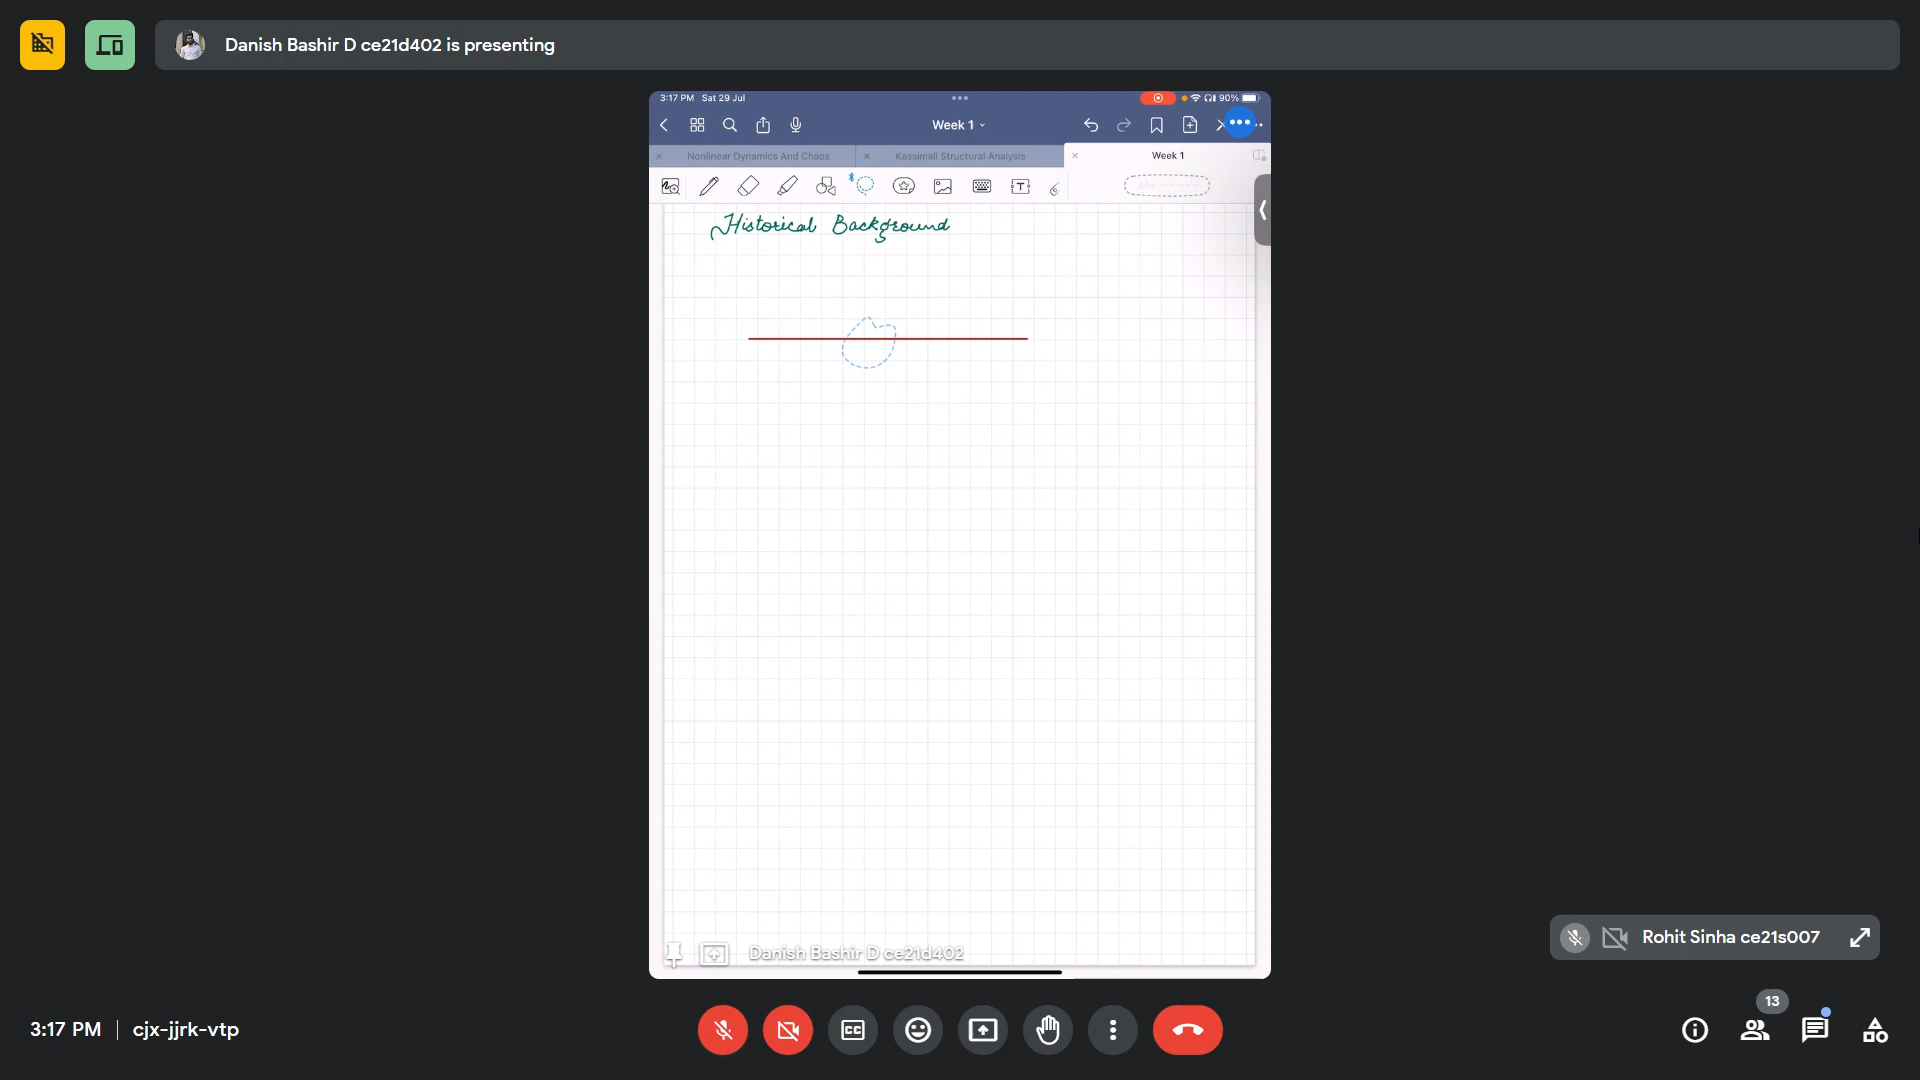 Danish Bashir D ce21d402 is presenting
3:17 PM Sat 29 Jul
90%
Week 1
Nonlinear Dynamics And Chaos
Kassimali Structural Analysis
Week 1
T
Historical Background
Danish Bashir D ce21d402
Rohit Sinha ce21s007
3:17 PM | cjx-jjrk-vtp
CC
13